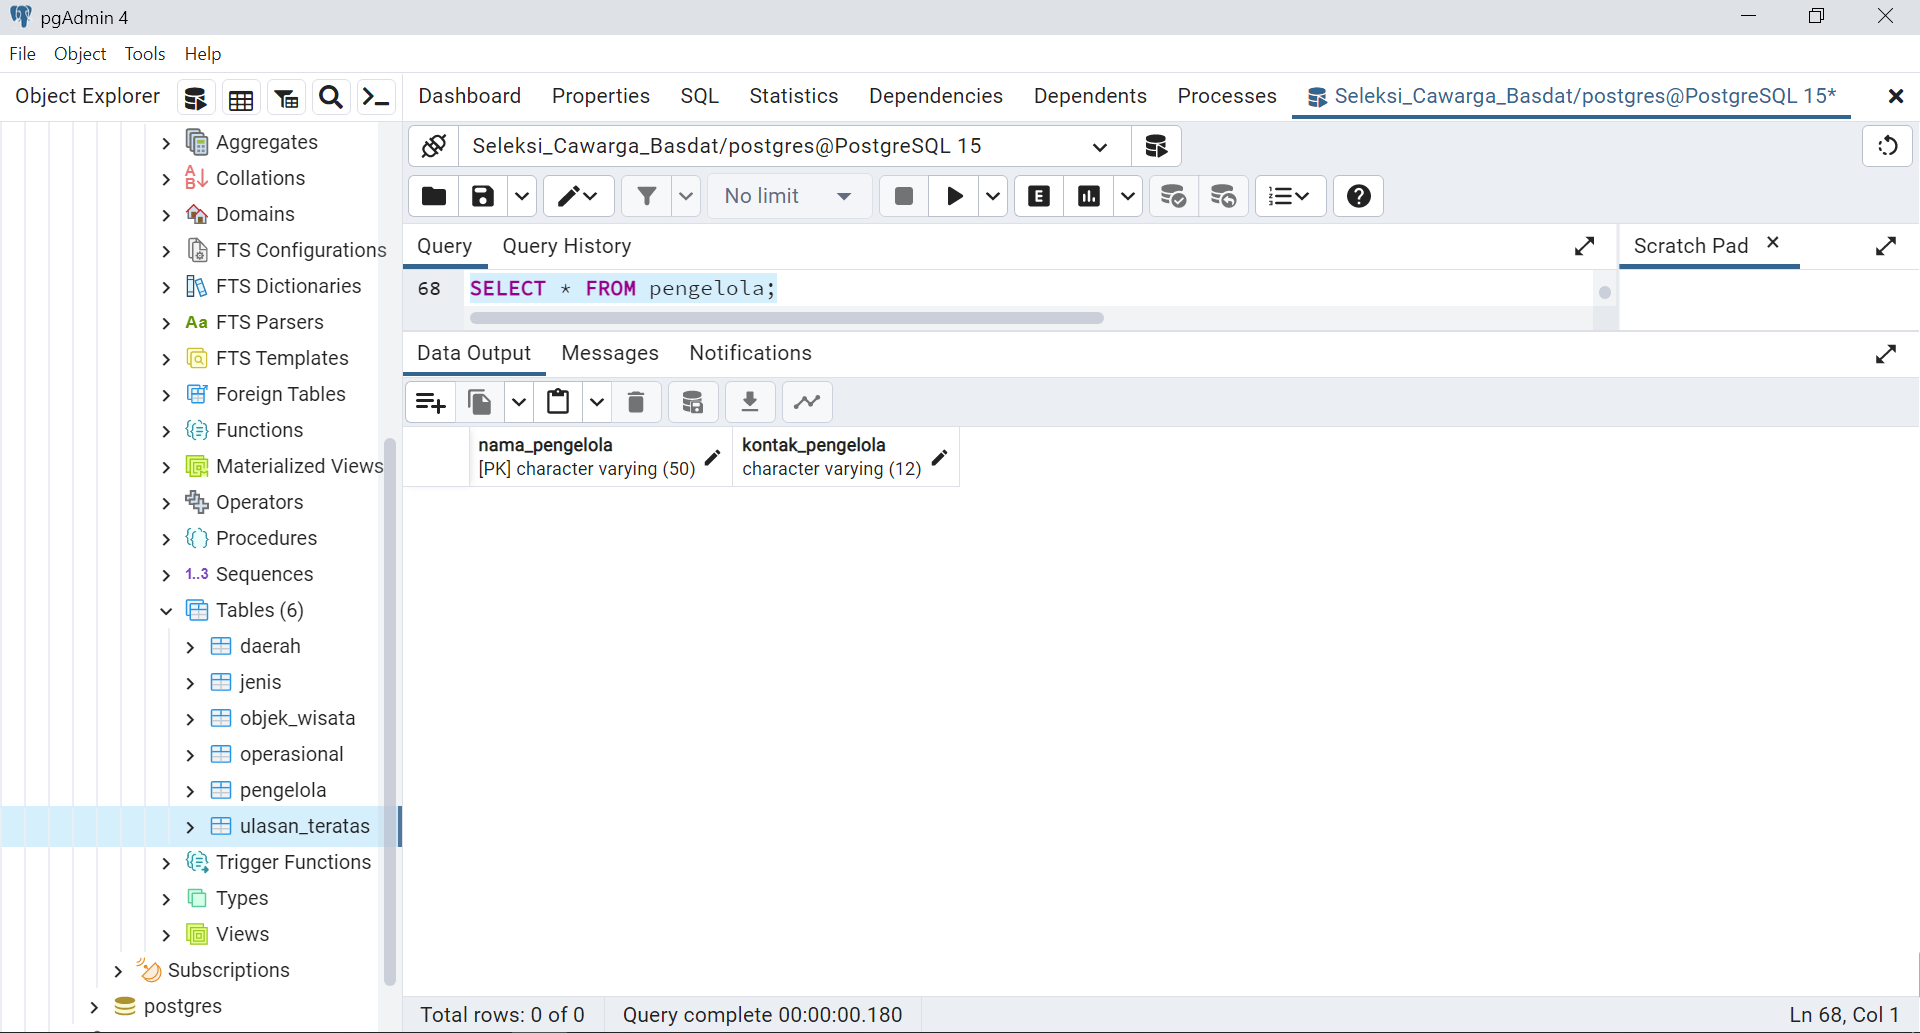 pgAdmin 4
File Object Tools Help
Object Explorer
Dashboard Properties SQL Statistics Dependencies Dependents Processes Seleksi_Cawarga_Basdat/postgres@PostgreSQL 15*
Seleksi_Cawarga_Basdat/postgres@PostgreSQL 15
No limit
E
Query Query History
Scratch Pad
68 SELECT * FROM pengelola;
Data Output Messages Notifications
nama_pengelola
[PK] character varying (50)
kontak_pengelola
character varying (12)
Aggregates
Collations
Domains
FTS Configurations
FTS Dictionaries
Aa FTS Parsers
FTS Templates
Foreign Tables
Functions
Materialized Views
Operators
Procedures
1..3 Sequences
Tables (6)
daerah
jenis
objek_wisata
operasional
pengelola
ulasan_teratas
Trigger Functions
Types
Views
Subscriptions
postgres
Total rows: 0 of 0 Query complete 00:00:00.180 Ln 68, Col 1